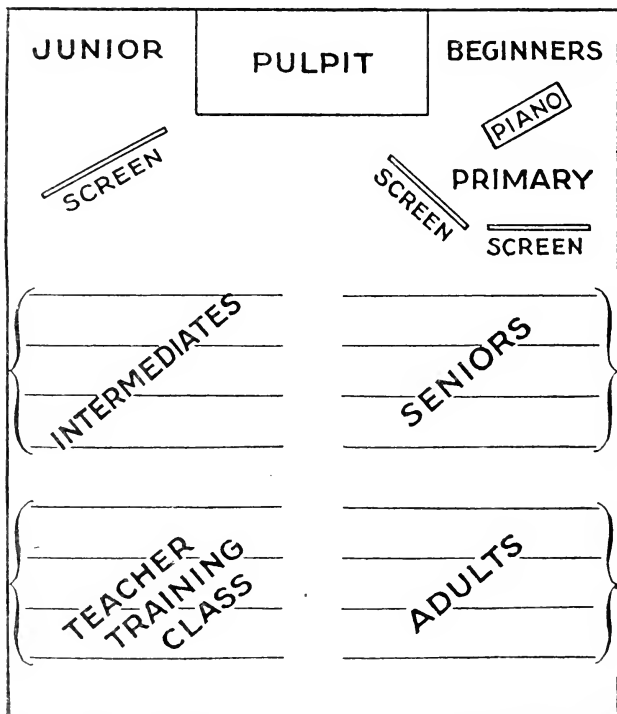 JUNIOR
PULPIT
BEGINNERS
PIANO
SCREEN
SCREEN
PRIMARY
SCREEN
INTERMEDIATES
SENIORS
TEACHER
TRAINING
CLASS
ADULTS